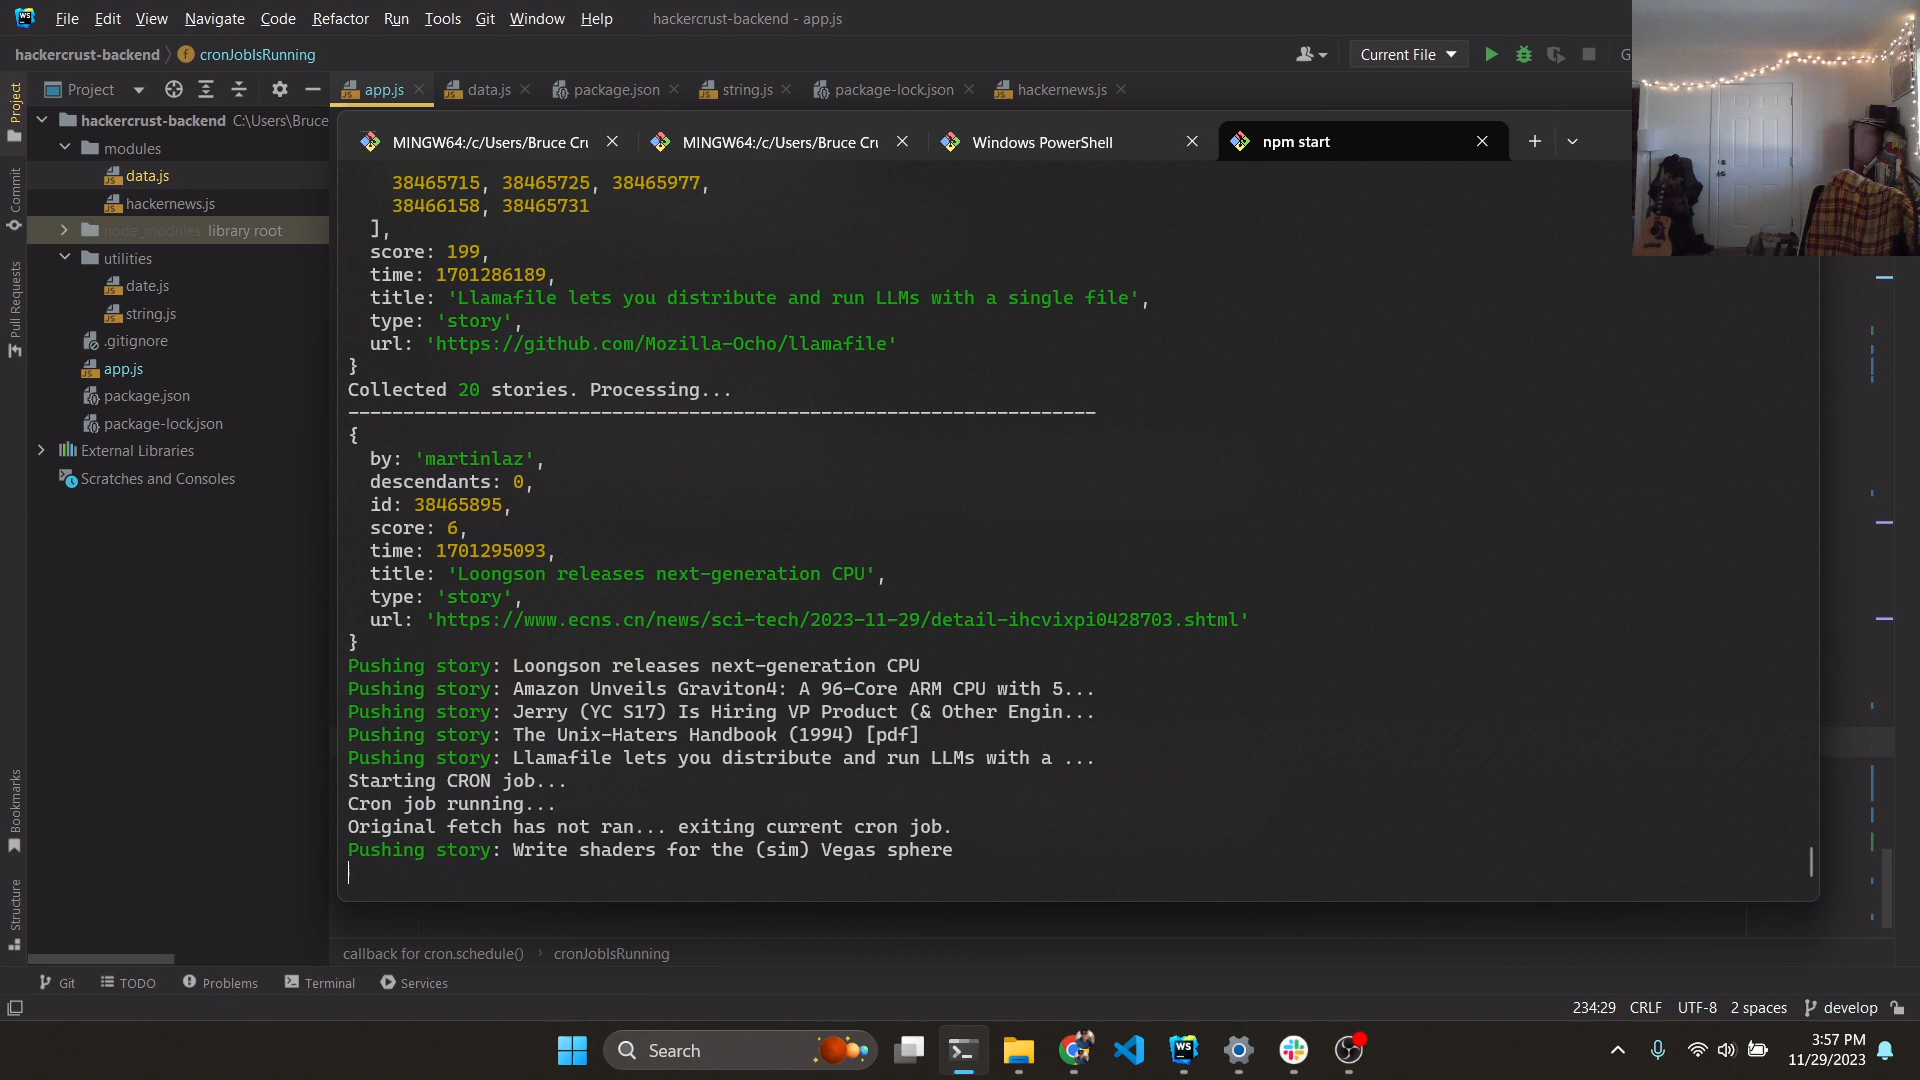 File Edit View Navigate Code Refactor Run Tools Git Window Help hackercrust-backend - app.js
hackercrust-backend cronJobIsRunning Current File
Project app.js data.js package.json string.js package-lock.json hackernews.js
Project
Commit
Pull Requests
Bookmarks
Structure
hackercrust-backend C:\Users\Bruce
modules
data.js
hackernews.js
node_modules library root
utilities
date.js
string.js
.gitignore
app.js
package.json
package-lock.json
External Libraries
Scratches and Consoles
MINGW64:/c/Users/Bruce Cru MINGW64:/c/Users/Bruce Cru Windows PowerShell npm start
38465715, 38465725, 38465977,
38466158, 38465731
],
score: 199,
time: 1701286189,
title: 'Llamafile lets you distribute and run LLMs with a single file',
type: 'story',
url: 'https://github.com/Mozilla-Ocho/llamafile'
}
Collected 20 stories. Processing...
--------------------------------------------------------------------
{
by: 'martinlaz',
descendants: 0,
id: 38465895,
score: 6,
time: 1701295093,
title: 'Loongson releases next-generation CPU',
type: 'story',
url: 'https://www.ecns.cn/news/sci-tech/2023-11-29/detail-ihcvixpi0428703.shtml'
}
Pushing story: Loongson releases next-generation CPU
Pushing story: Amazon Unveils Graviton4: A 96-Core ARM CPU with 5...
Pushing story: Jerry (YC S17) Is Hiring VP Product (& Other Engin...
Pushing story: The Unix-Haters Handbook (1994) [pdf]
Pushing story: Llamafile lets you distribute and run LLMs with a ...
Starting CRON job...
Cron job running...
Original fetch has not ran... exiting current cron job.
Pushing story: Write shaders for the (sim) Vegas sphere
callback for cron.schedule() cronJobIsRunning
Git TODO Problems Terminal Services
234:29 CRLF UTF-8 2 spaces develop
Search
3:57 PM
11/29/2023